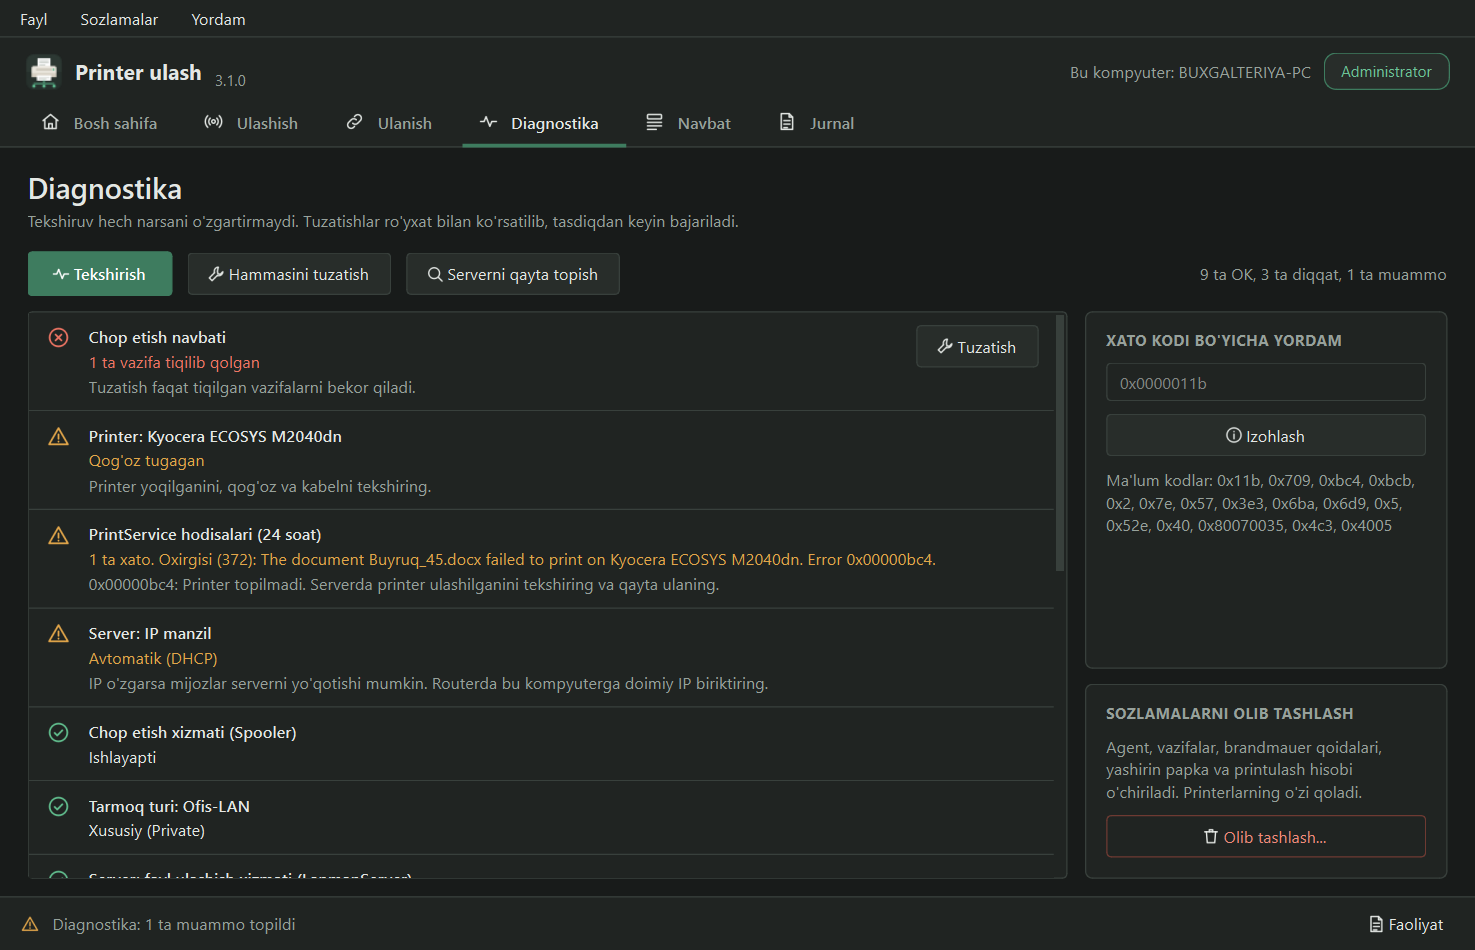 Fayl Sozlamalar Yordam
Printer ulash 3.1.0
Bu kompyuter: BUXGALTERIYA-PC Administrator
Bosh sahifa Ulashish Ulanish Diagnostika Navbat Jurnal
Diagnostika
Tekshiruv hech narsani o'zgartirmaydi. Tuzatishlar ro'yxat bilan ko'rsatilib, tasdiqdan keyin bajariladi.
Tekshirish Hammasini tuzatish Serverni qayta topish
9 ta OK, 3 ta diqqat, 1 ta muammo
Chop etish navbati
1 ta vazifa tiqilib qolgan
Tuzatish faqat tiqilgan vazifalarni bekor qiladi.
Tuzatish
Printer: Kyocera ECOSYS M2040dn
Qog'oz tugagan
Printer yoqilganini, qog'oz va kabelni tekshiring.
PrintService hodisalari (24 soat)
1 ta xato. Oxirgisi (372): The document Buyruq_45.docx failed to print on Kyocera ECOSYS M2040dn. Error 0x00000bc4.
0x00000bc4: Printer topilmadi. Serverda printer ulashilganini tekshiring va qayta ulaning.
Server: IP manzil
Avtomatik (DHCP)
IP o'zgarsa mijozlar serverni yo'qotishi mumkin. Routerda bu kompyuterga doimiy IP biriktiring.
Chop etish xizmati (Spooler)
Ishlayapti
Tarmoq turi: Ofis-LAN
Xususiy (Private)
Server: fayl ulashish xizmati (LanmanServer)
XATO KODI BO'YICHA YORDAM
0x0000011b
Izohlash
Ma'lum kodlar: 0x11b, 0x709, 0xbc4, 0xbcb,
0x2, 0x7e, 0x57, 0x3e3, 0x6ba, 0x6d9, 0x5,
0x52e, 0x40, 0x80070035, 0x4c3, 0x4005
SOZLAMALARNI OLIB TASHLASH
Agent, vazifalar, brandmauer qoidalari,
yashirin papka va printulash hisobi
o'chiriladi. Printerlarning o'zi qoladi.
Olib tashlash...
Diagnostika: 1 ta muammo topildi
Faoliyat